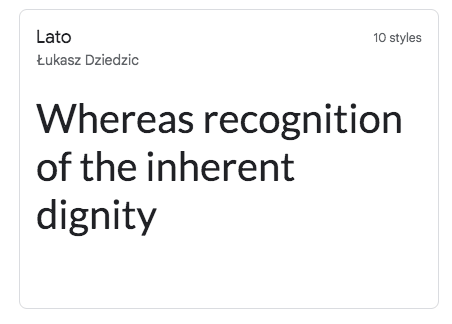 Lato
10 styles
Łukasz Dziedzic
Whereas recognition
of the inherent
dignity